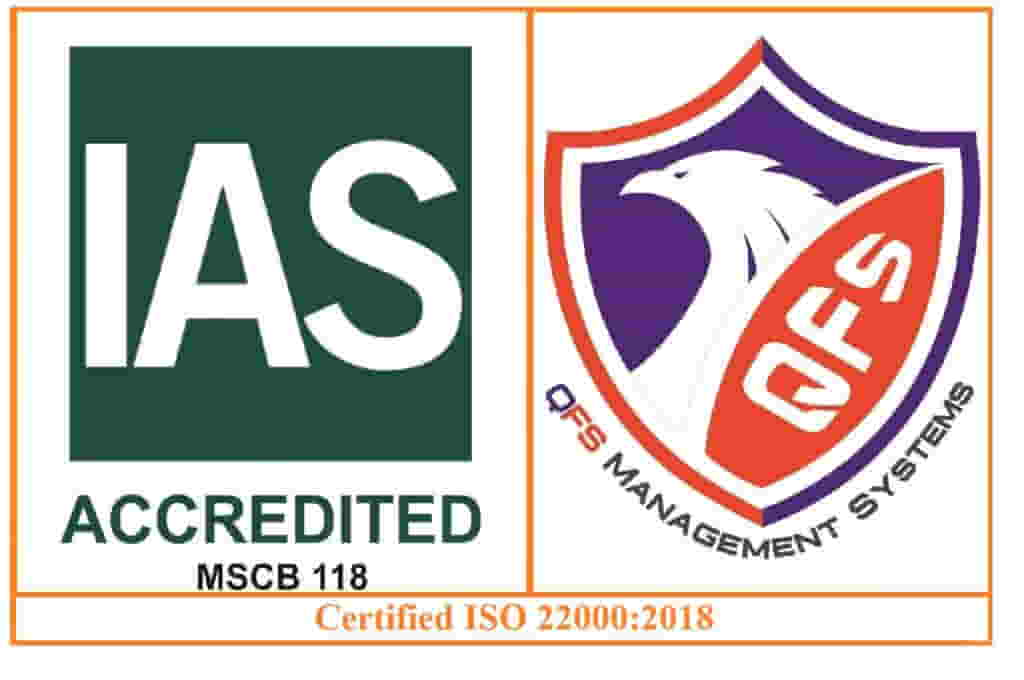 IAS
ACCREDITED
MSCB 118
QFS
QFS MANAGEMENT SYSTEMS
Certified ISO 22000:2018